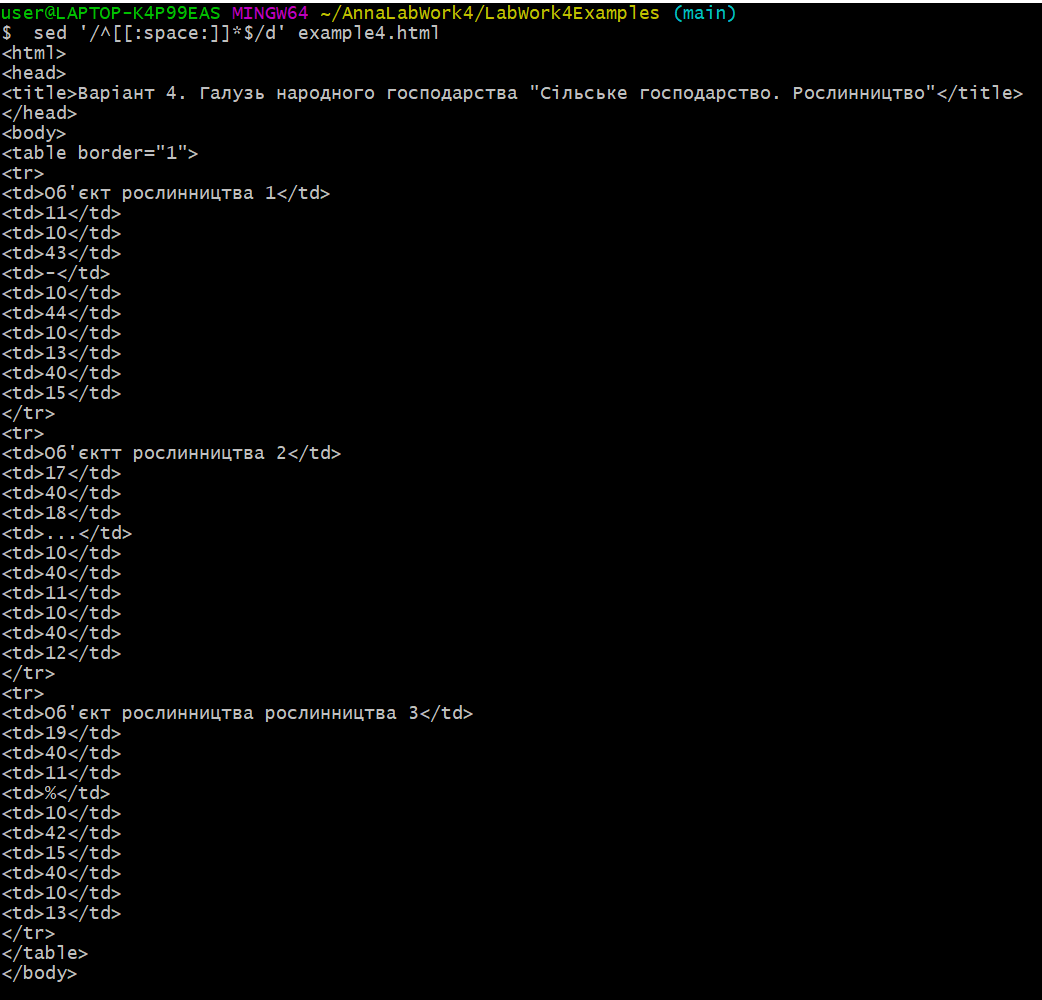 user@LAPTOP-K4P99EAS MINGW64 ~/AnnaLabWork4/LabWork4Examples (main)
$  sed '/^[[:space:]]*$/d' example4.html
<html>
<head>
<title>Варіант 4. Галузь народного господарства "Сільське господарство. Рослинництво"</title>
</head>
<body>
<table border="1">
<tr>
<td>Об'єкт рослинництва 1</td>
<td>11</td>
<td>10</td>
<td>43</td>
<td>-</td>
<td>10</td>
<td>44</td>
<td>10</td>
<td>13</td>
<td>40</td>
<td>15</td>
</tr>
<tr>
<td>Об'єктт рослинництва 2</td>
<td>17</td>
<td>40</td>
<td>18</td>
<td>...</td>
<td>10</td>
<td>40</td>
<td>11</td>
<td>10</td>
<td>40</td>
<td>12</td>
</tr>
<tr>
<td>Об'єкт рослинництва рослинництва 3</td>
<td>19</td>
<td>40</td>
<td>11</td>
<td>%</td>
<td>10</td>
<td>42</td>
<td>15</td>
<td>40</td>
<td>10</td>
<td>13</td>
</tr>
</table>
</body>